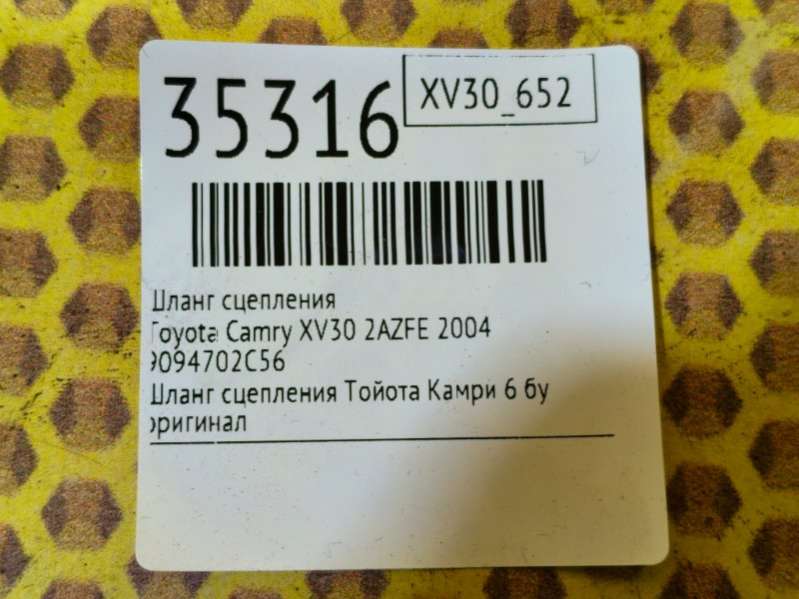 35316
XV30_652
Шланг сцепления
Toyota Camry XV30 2AZFE 2004
9094702C56
Шланг сцепления Тойота Камри 6 бу
оригинал